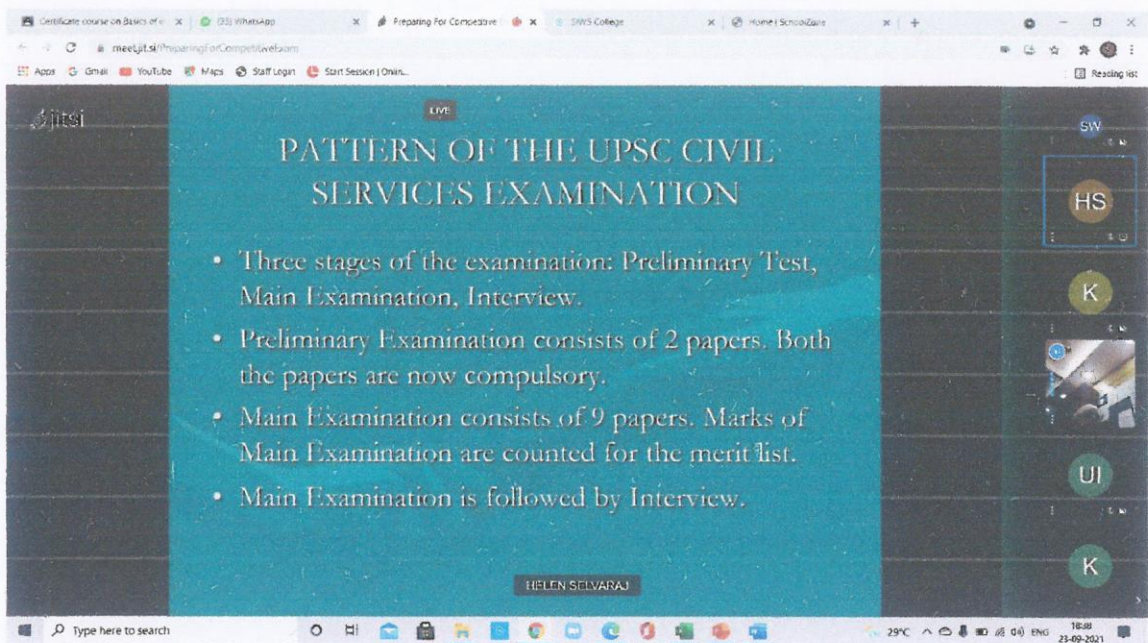 Certificate course on Basics of e
(33) WhatsApp
Preparing For Competitive
SIWS College
Home | SchoolZone
meet.jit.si/PreparingForCompetitiveExam
Apps Gmail YouTube Maps Staff Login Start Session | Onlin...
Reading list
jitsi
LIVE
PATTERN OF THE UPSC CIVIL
SERVICES EXAMINATION
• Three stages of the examination: Preliminary Test,
Main Examination, Interview.
• Preliminary Examination consists of 2 papers. Both
the papers are now compulsory.
• Main Examination consists of 9 papers. Marks of
Main Examination are counted for the merit list.
• Main Examination is followed by Interview.
HELEN SELVARAJ
SW
HS
K
UI
K
Type here to search
29°C
ENG
18:38
23-09-2021